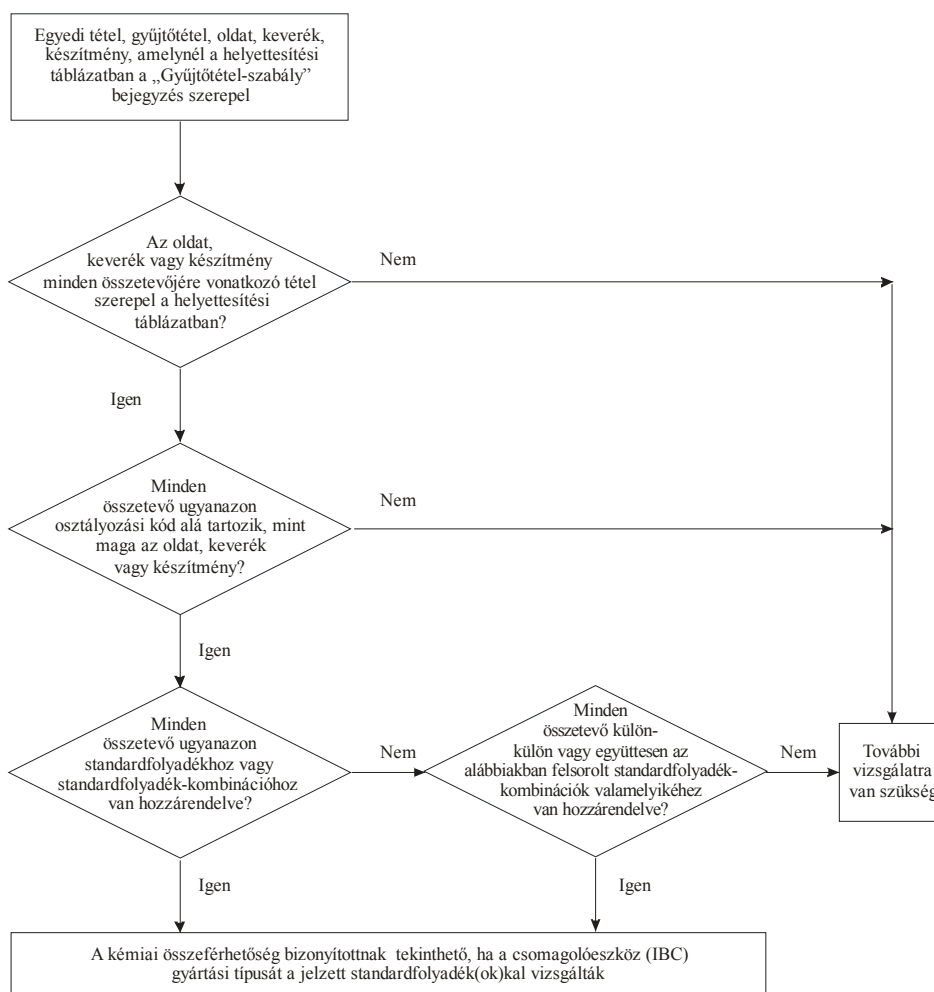 Egyedi tétel, gyűjtőtétel, oldat, keverék,
készítmény, amelynél a helyettesítési
táblázatban a „Gyűjtőtétel-szabály”
bejegyzés szerepel
Az oldat,
keverék vagy készítmény
minden összetevőjére vonatkozó tétel
szerepel a helyettesítési
táblázatban?
Nem
Igen
Minden
összetevő ugyanazon
osztályozási kód alá tartozik, mint
maga az oldat, keverék
vagy készítmény?
Nem
Igen
Minden
összetevő ugyanazon
standardfolyadékhoz vagy
standardfolyadék-kombinációhoz
van hozzárendelve?
Nem
Minden
összetevő külön-
külön vagy együttesen az
alábbiakban felsorolt standardfolyadék-
kombinációk valamelyikéhez
van hozzárendelve?
Nem
További
vizsgálatra
van szükség
Igen
Igen
A kémiai összeférhetőség bizonyítottnak tekinthető, ha a csomagolóeszköz (IBC)
gyártási típusát a jelzett standardfolyadék(ok)kal vizsgálták